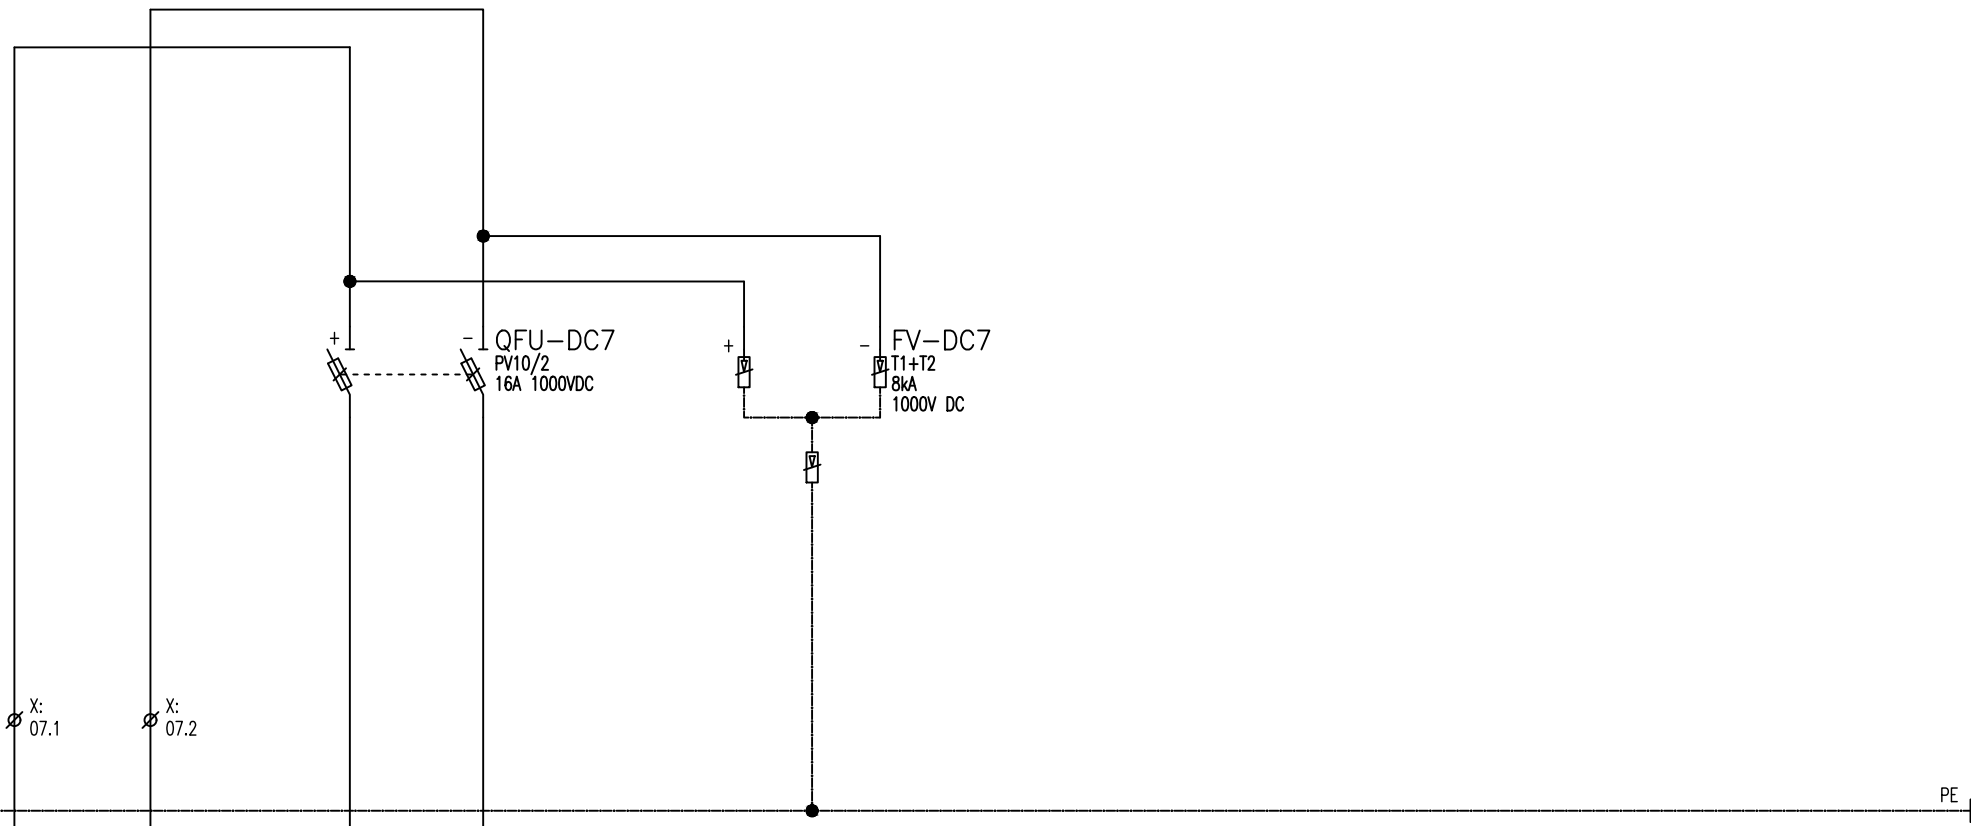 +
-
QFU-DC7
PV10/2
16A 1000VDC
+
-
FV-DC7
T1+T2
8kA
1000V DC
X:
07.1
X:
07.2
PE